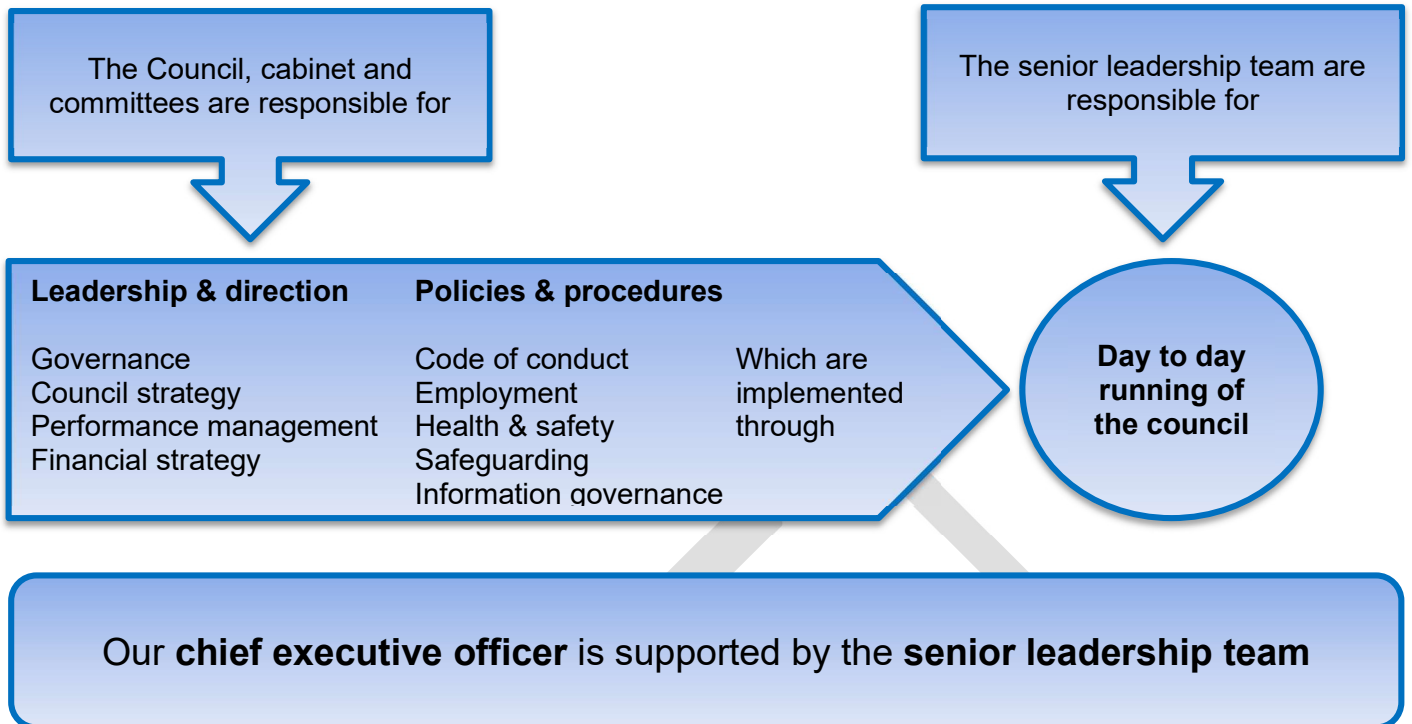 The Council, cabinet and
committees are responsible for
The senior leadership team are
responsible for
Leadership & direction
Governance
Council strategy
Performance management
Financial strategy
Policies & procedures
Code of conduct
Employment
Health & safety
Safeguarding
Information governance
Which are
implemented
through
Day to day
running of
the council
Our chief executive officer is supported by the senior leadership team